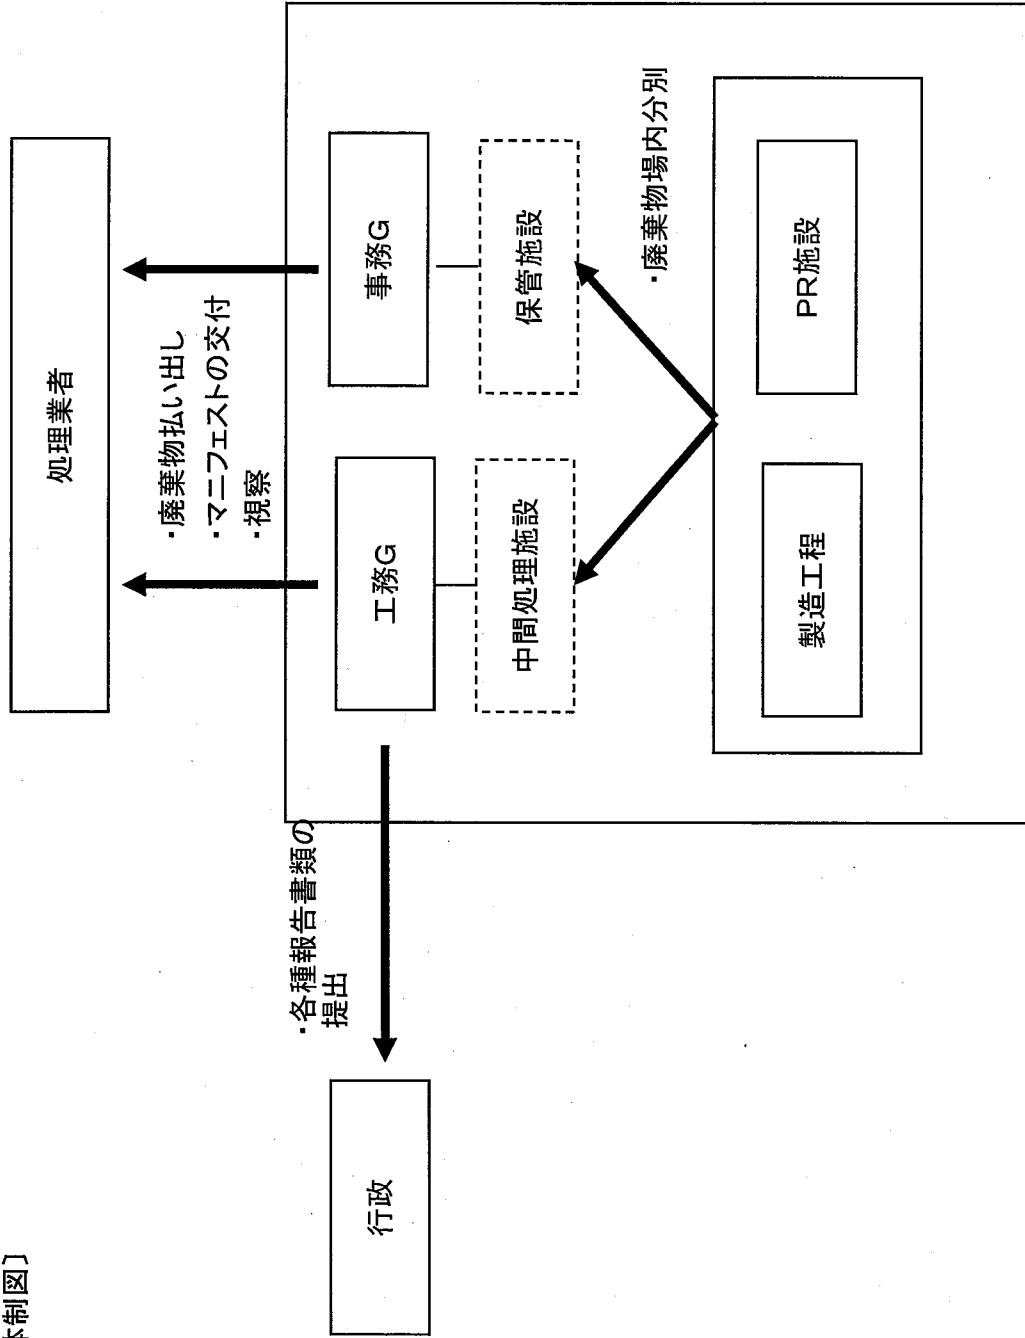 体制図〕
行政
・各種報告書類の
提出
処理業者
・廃棄物払い出し
・マニフェストの交付
・視察
工務G
事務G
中間処理施設
保管施設
・廃棄物場内分別
製造工程
PR施設